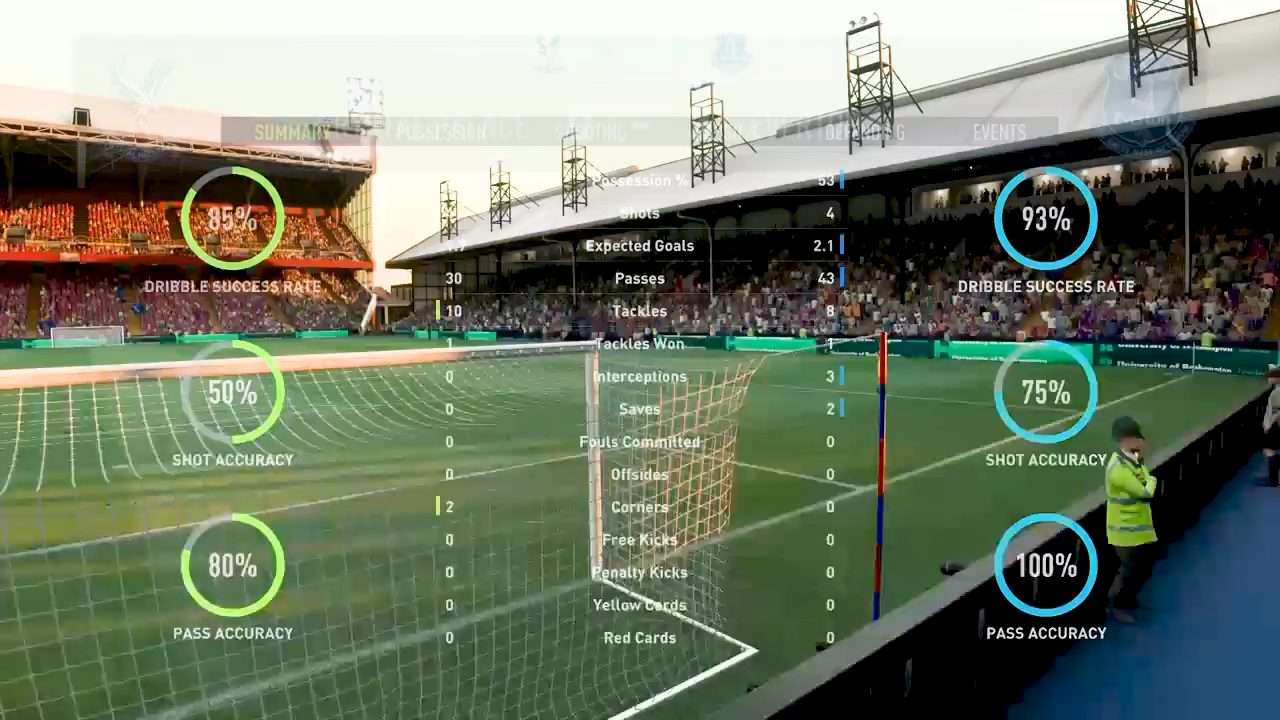 SUMMARY POSSESSION SHOOTING DEFENDING EVENTS
Possession % 53
85% Shots 4 93%
Expected Goals 2.1
DRIBBLE SUCCESS RATE 30 Passes 43 DRIBBLE SUCCESS RATE
10 Tackles 8
1 Tackles Won 1
50% 0 Interceptions 3 75%
0 Saves 2
0 Fouls Committed 0
SHOT ACCURACY 0 Offsides 0 SHOT ACCURACY
2 Corners 0
0 Free Kicks 0
80% 0 Penalty Kicks 0 100%
0 Yellow Cards 0
PASS ACCURACY 0 Red Cards 0 PASS ACCURACY